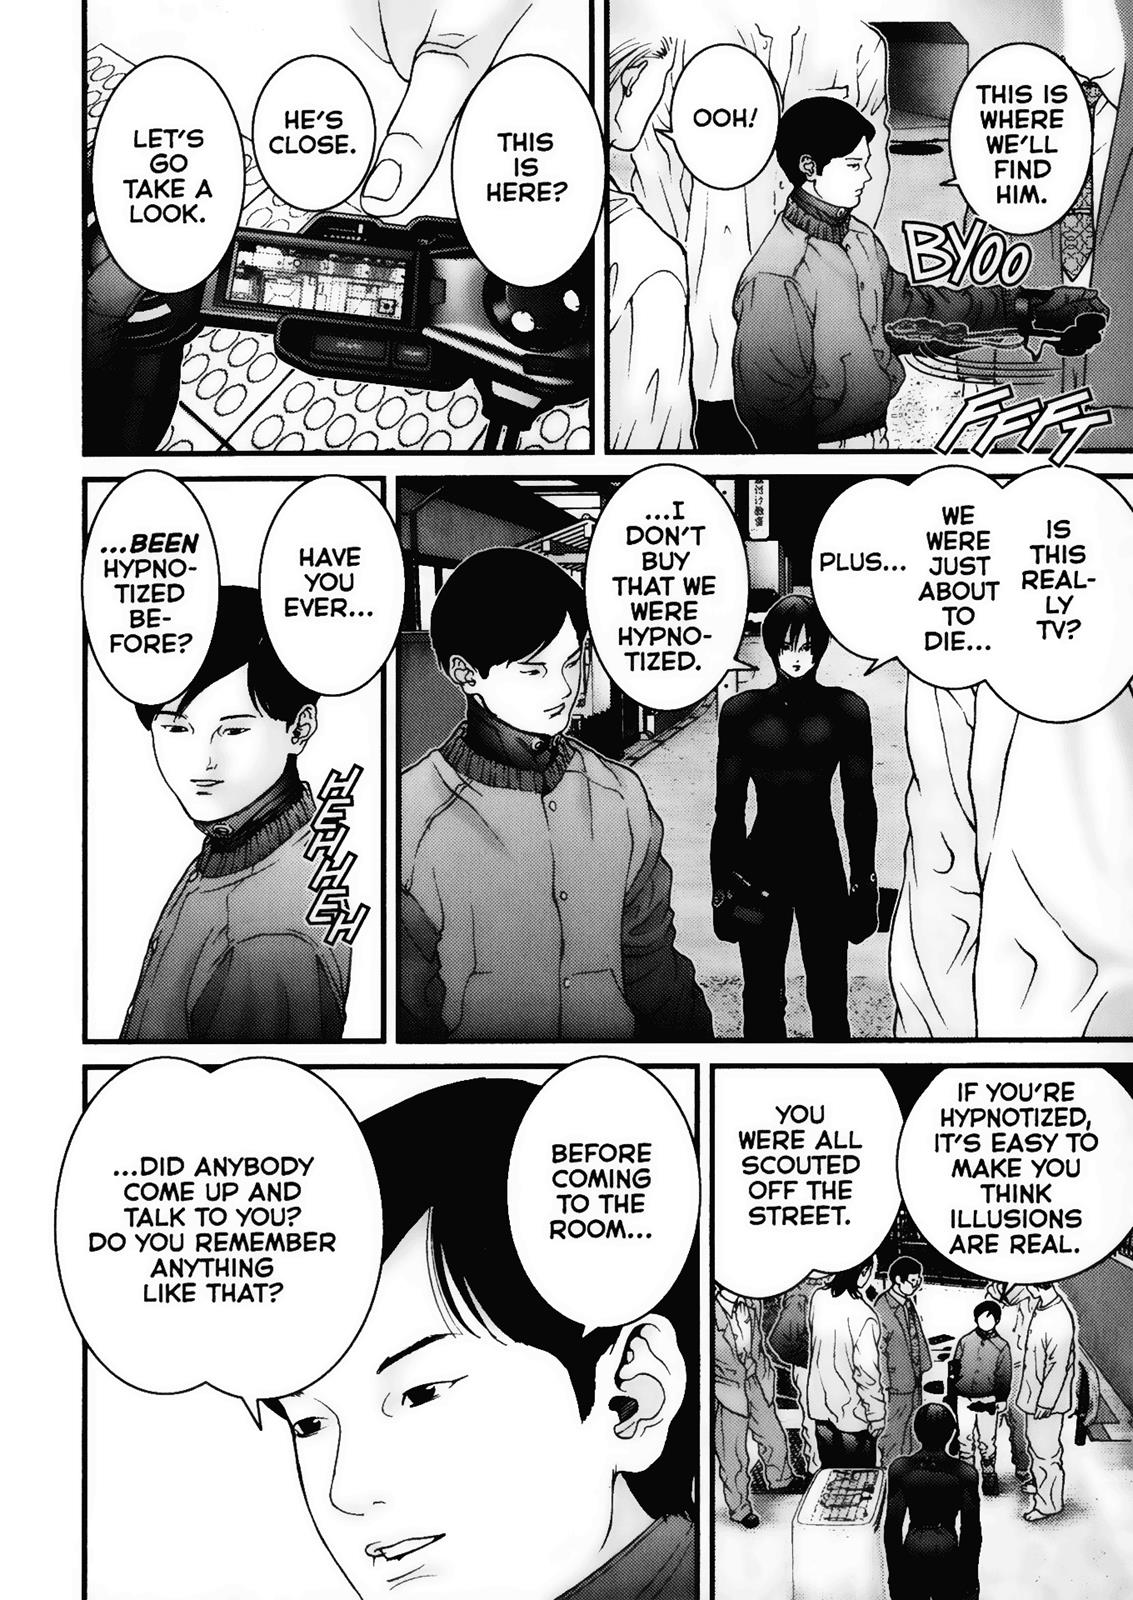 THIS IS
WHERE
WE'LL
FIND
HIM.
OOH!
BYOO
FFFT
THIS
IS
HERE?
HE'S
CLOSE.
LET'S
GO
TAKE A
LOOK.
IS
THIS
REAL-
LY
TV?
WE
WERE
JUST
ABOUT
TO
DIE...
PLUS...
...I
DON'T
BUY
THAT WE
WERE
HYPNO-
TIZED.
HAVE
YOU
EVER...
...BEEN
HYPNO-
TIZED
BE-
FORE?
HEH HEH
IF YOU'RE
HYPNOTIZED,
IT'S EASY TO
MAKE YOU
THINK
ILLUSIONS
ARE REAL.
YOU
WERE ALL
SCOUTED
OFF THE
STREET.
BEFORE
COMING
TO THE
ROOM...
...DID ANYBODY
COME UP AND
TALK TO YOU?
DO YOU REMEMBER
ANYTHING
LIKE THAT?